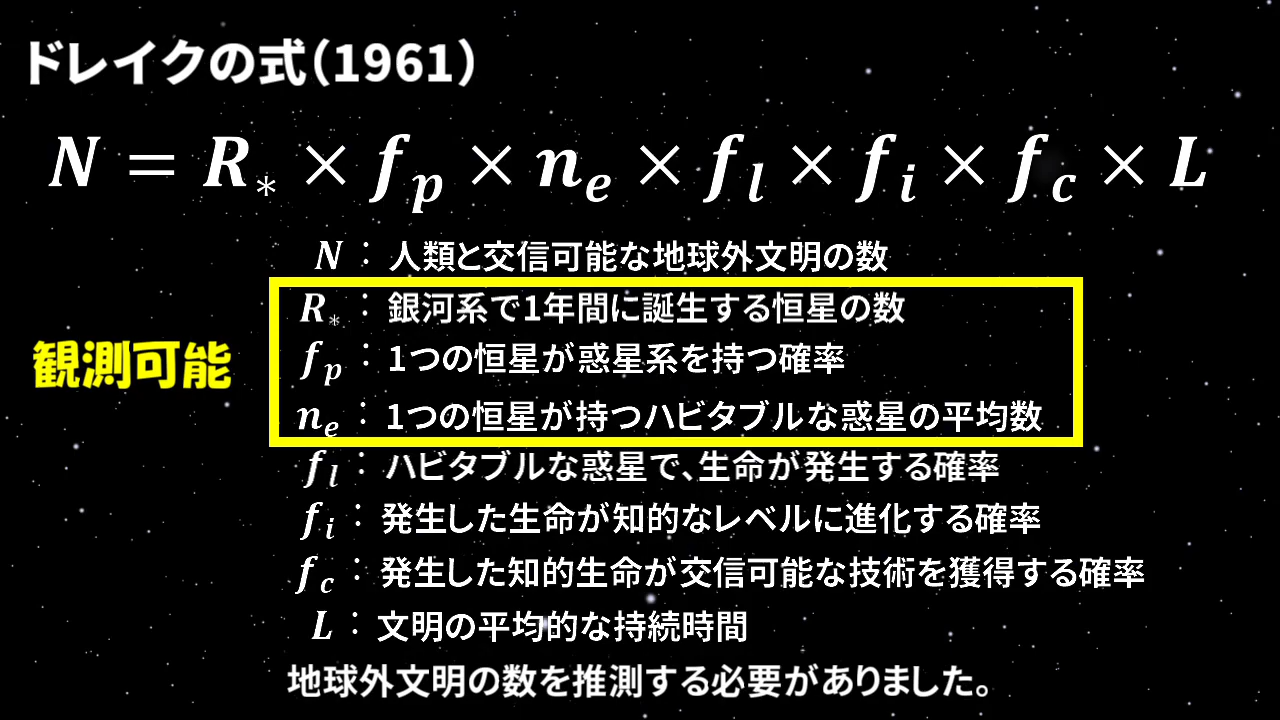 ドレイクの式(1961)
N = R* × fp × ne × fl × fi × fc × L
N : 人類と交信可能な地球外文明の数
R* : 銀河系で1年間に誕生する恒星の数
fp : 1つの恒星が惑星系を持つ確率
観測可能
ne : 1つの恒星が持つハビタブルな惑星の平均数
fl : ハビタブルな惑星で、生命が発生する確率
fi : 発生した生命が知的なレベルに進化する確率
fc : 発生した知的生命が交信可能な技術を獲得する確率
L : 文明の平均的な持続時間
地球外文明の数を推測する必要がありました。